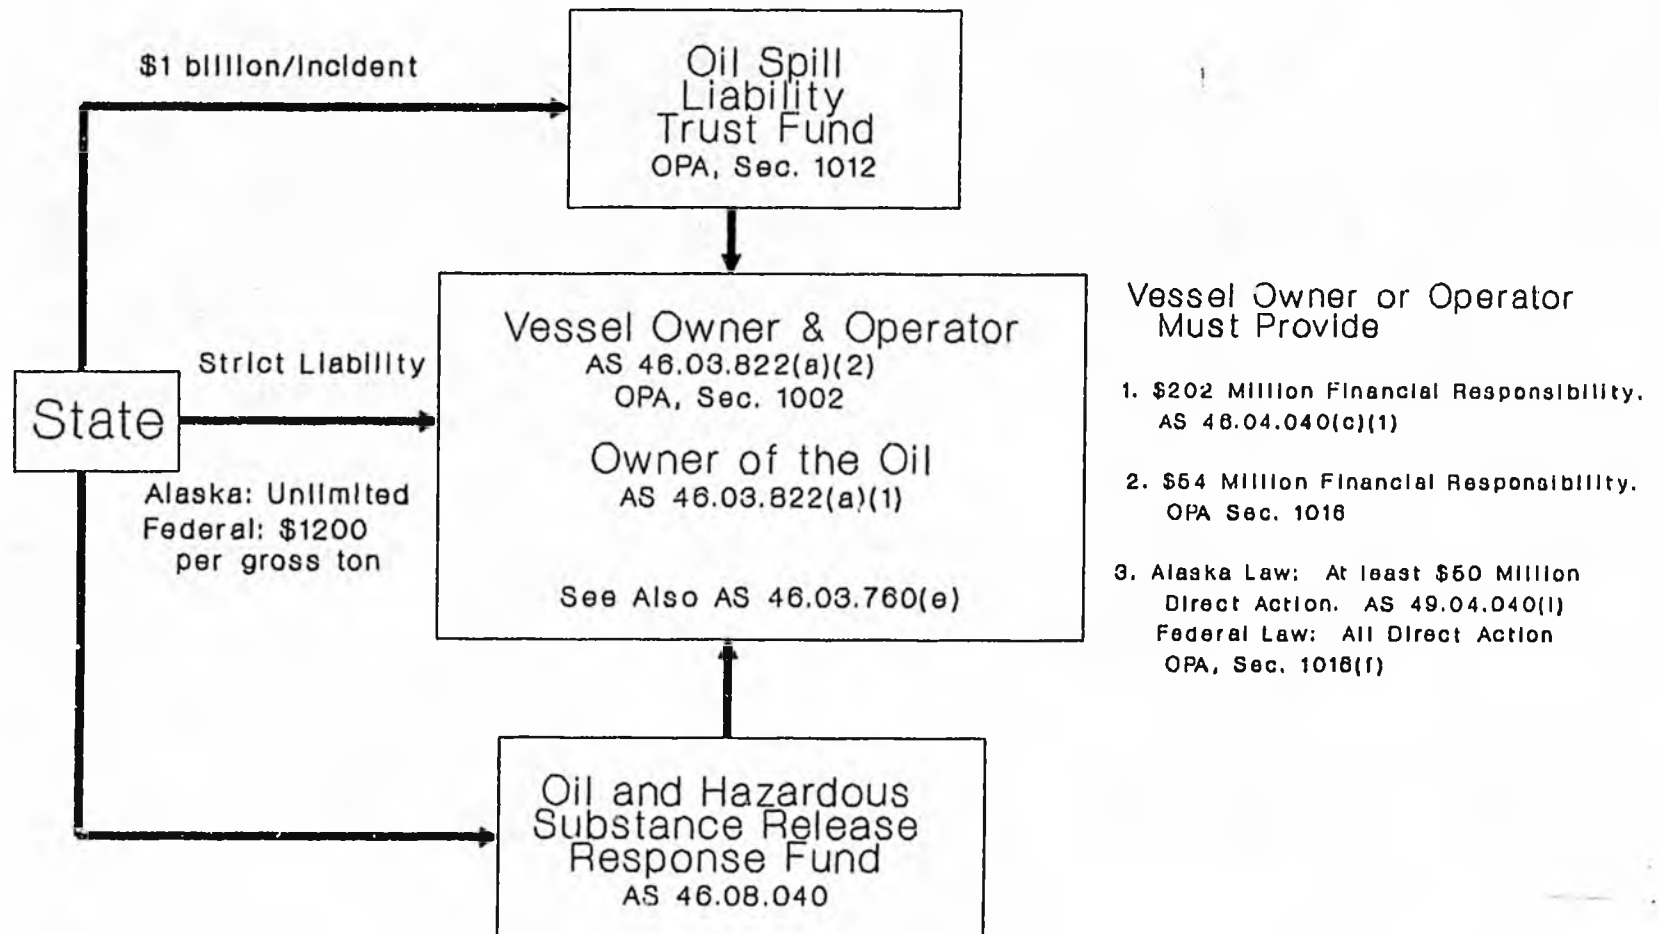 $1 billion/Incident
Oil Spill
Liability
Trust Fund
OPA, Sec. 1012
Strict Liability
State
Alaska: Unlimited
Federal: $1200
per gross ton
Vessel Owner & Operator
AS 46.03.822(a)(2)
OPA, Sec. 1002
Owner of the Oil
AS 46.03.822(a)(1)
See Also AS 46.03.760(e)
Vessel Owner or Operator
Must Provide
1. $202 Million Financial Responsibility.
AS 46.04.040(c)(1)
2. $54 Million Financial Responsibility.
OPA Sec. 1016
3. Alaska Law: At least $50 Million
Direct Action. AS 49.04.040(l)
Federal Law: All Direct Action
OPA, Sec. 1016(f)
Oil and Hazardous
Substance Release
Response Fund
AS 46.08.040